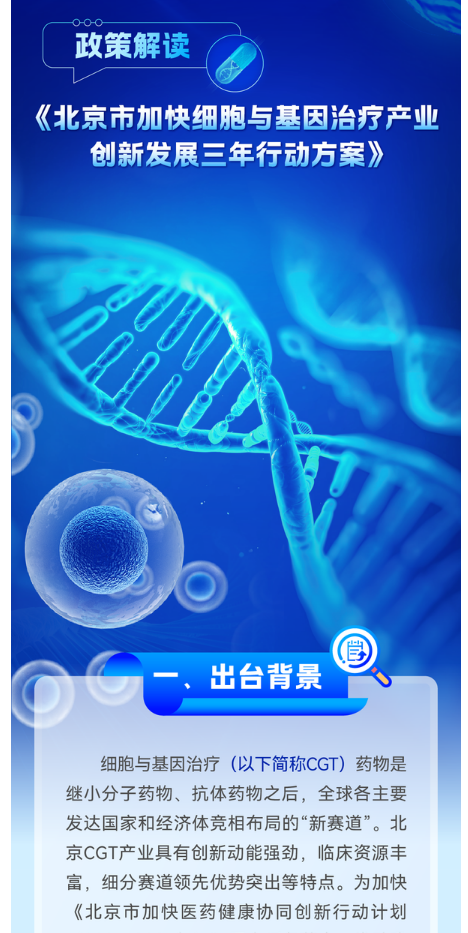 政策解读
《北京市加快细胞与基因治疗产业
创新发展三年行动方案》
一、出台背景
细胞与基因治疗（以下简称CGT）药物是
继小分子药物、抗体药物之后，全球各主要
发达国家和经济体竞相布局的“新赛道”。北
京CGT产业具有创新动能强劲，临床资源丰
富，细分赛道领先优势突出等特点。为加快
《北京市加快医药健康协同创新行动计划